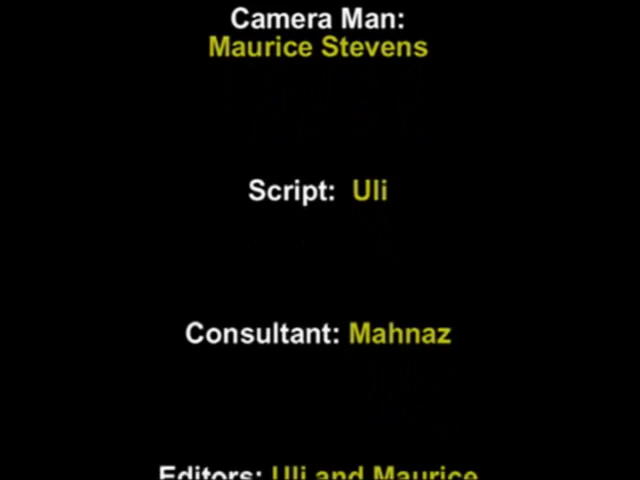 Camera Man:
Maurice Stevens
Script: Uli
Consultant: Mahnaz
Editors: Uli and Maurice